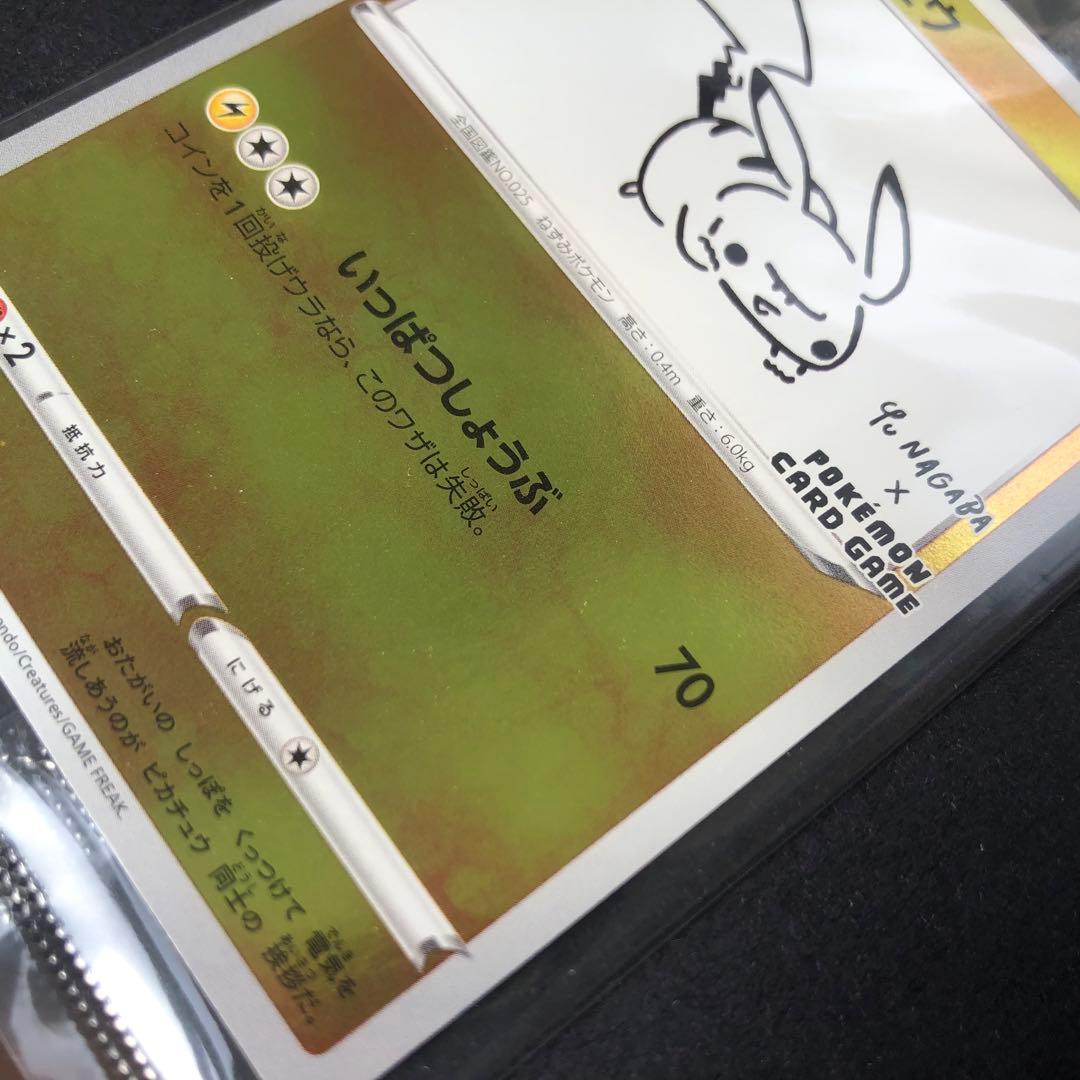 ュウ
全国図鑑NO.025 ねずみポケモン 高さ：0.4m 重さ：6.0kg
Yu NAGABA
×
POKÉMON
CARD GAME
いっぱつしょうぶ 70
コインを1回投げウラなら、このワザは失敗。
×2
抵抗力
にげる
おたがいの しっぽを くっつけて 電気を
流しあうのが ピカチュウ 同士の 挨拶だ。
ndo/Creatures/GAME FREAK.